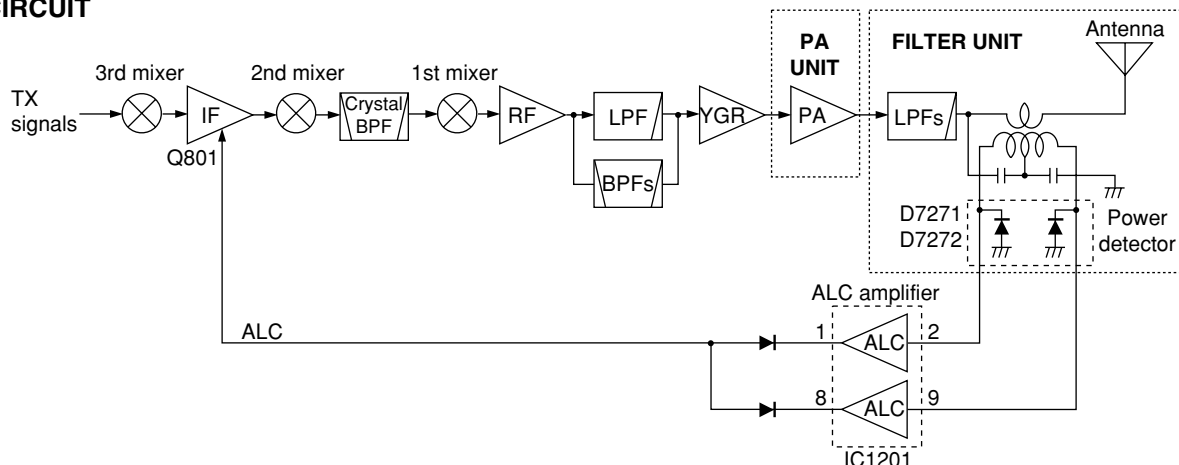 CIRCUIT
PA
UNIT
FILTER UNIT
Antenna
3rd mixer
2nd mixer
1st mixer
TX
signals
IF
Crystal
BPF
RF
LPF
YGR
PA
LPFs
Q801
BPFs
D7271
D7272
Power
detector
ALC amplifier
ALC
1
ALC
2
8
ALC
9
IC1201